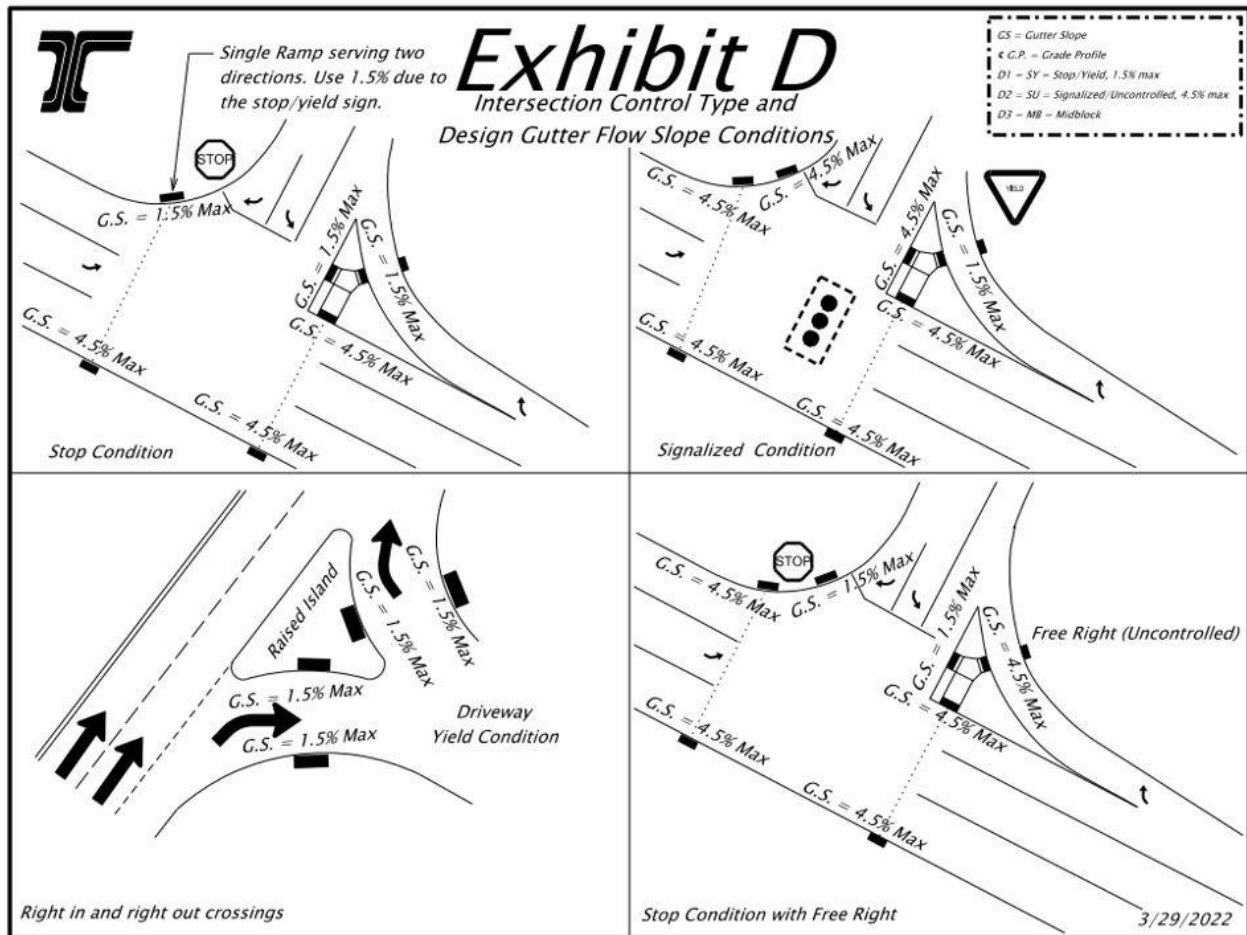 Exhibit D
Intersection Control Type and
Design Gutter Flow Slope Conditions
Single Ramp serving two
directions. Use 1.5% due to
the stop/yield sign.
GS = Gutter Slope
℄ G.P. = Grade Profile
D1 = SY = Stop/Yield, 1.5% max
D2 = SU = Signalized/Uncontrolled, 4.5% max
D3 = MB = Midblock
STOP
G.S. = 1.5% Max
G.S. = 1.5% Max
G.S. = 1.5% Max
G.S. = 4.5% Max
G.S. = 4.5% Max
G.S. = 4.5% Max
Stop Condition
G.S. = 4.5% Max
G.S. = 4.5% Max
YIELD
G.S. = 4.5% Max
G.S. = 1.5% Max
G.S. = 4.5% Max
G.S. = 4.5% Max
G.S. = 4.5% Max
Signalized Condition
Raised Island
G.S. = 1.5% Max
G.S. = 1.5% Max
G.S. = 1.5% Max
G.S. = 1.5% Max
Driveway
Yield Condition
Right in and right out crossings
STOP
G.S. = 4.5% Max
G.S. = 1.5% Max
G.S. = 1.5% Max
G.S. = 4.5% Max
Free Right (Uncontrolled)
G.S. = 4.5% Max
G.S. = 4.5% Max
G.S. = 4.5% Max
Stop Condition with Free Right
3/29/2022